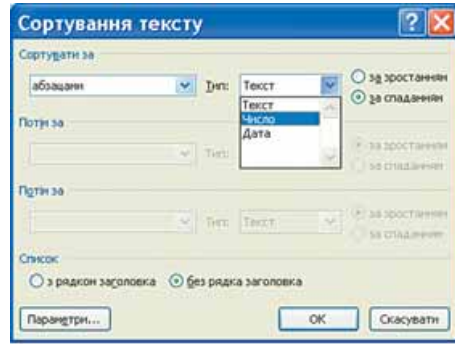 Сортування тексту
Сортувати за
абзацами Тип: Текст за зростанням
Текст за спаданням
Число
Дата
Потім за
Тип: за зростанням
за спаданням
Потім за
Тип: Текст за зростанням
за спаданням
Список
з рядком заголовка без рядка заголовка
Параметри... ОК Скасувати